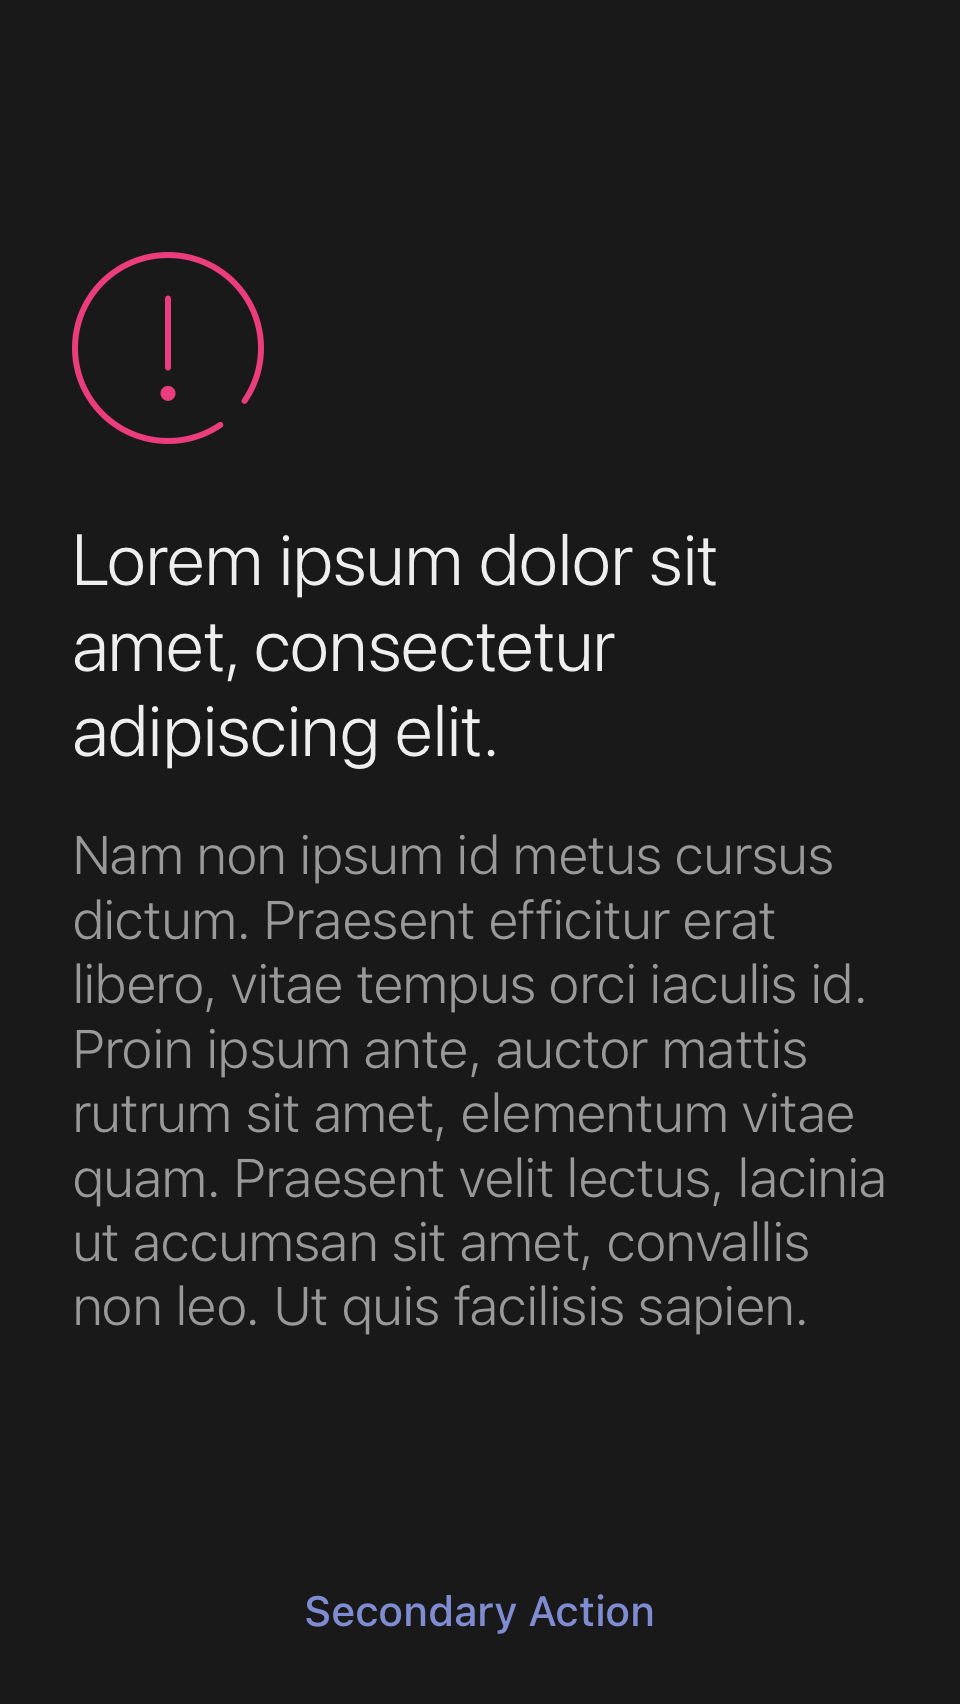 Lorem ipsum dolor sit
amet, consectetur
adipiscing elit.
Nam non ipsum id metus cursus
dictum. Praesent efficitur erat
libero, vitae tempus orci iaculis id.
Proin ipsum ante, auctor mattis
rutrum sit amet, elementum vitae
quam. Praesent velit lectus, lacinia
ut accumsan sit amet, convallis
non leo. Ut quis facilisis sapien.
Secondary Action